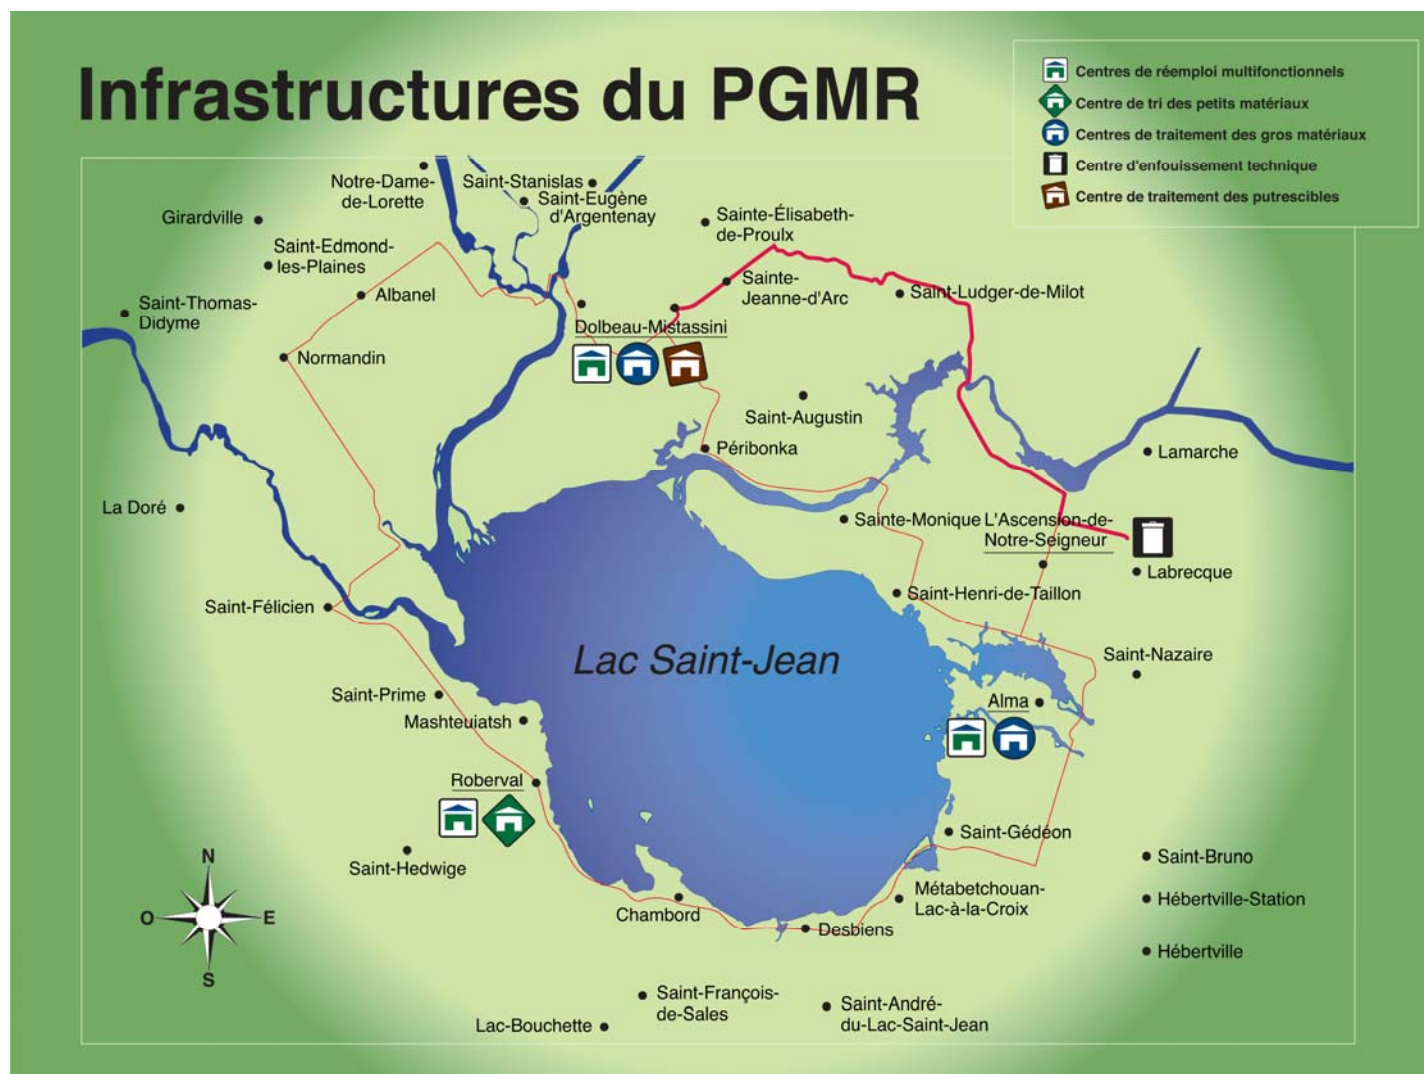 Infrastructures du PGMR
Centres de réemploi multifonctionnels
Centre de tri des petits matériaux
Centres de traitement des gros matériaux
Centre d'enfouissement technique
Centre de traitement des putrescibles
Notre-Dame-
de-Lorette
Saint-Stanislas
Saint-Eugène
d'Argentenay
Girardville
Sainte-Élisabeth-
de-Proulx
Saint-Edmond-
les-Plaines
Albanel
Sainte-
Jeanne-d'Arc
Saint-Ludger-de-Milot
Saint-Thomas-
Didyme
Dolbeau-Mistassini
Normandin
Saint-Augustin
Péribonka
Lamarche
La Doré
Sainte-Monique
L'Ascension-de-
Notre-Seigneur
Labrecque
Saint-Félicien
Saint-Henri-de-Taillon
Lac Saint-Jean
Saint-Nazaire
Saint-Prime
Alma
Mashteuiatsh
Roberval
Saint-Gédéon
Saint-Hedwige
Saint-Bruno
Métabetchouan-
Lac-à-la-Croix
Hébertville-Station
Chambord
Desbiens
Hébertville
N
O
E
S
Saint-François-
de-Sales
Saint-André-
du-Lac-Saint-Jean
Lac-Bouchette